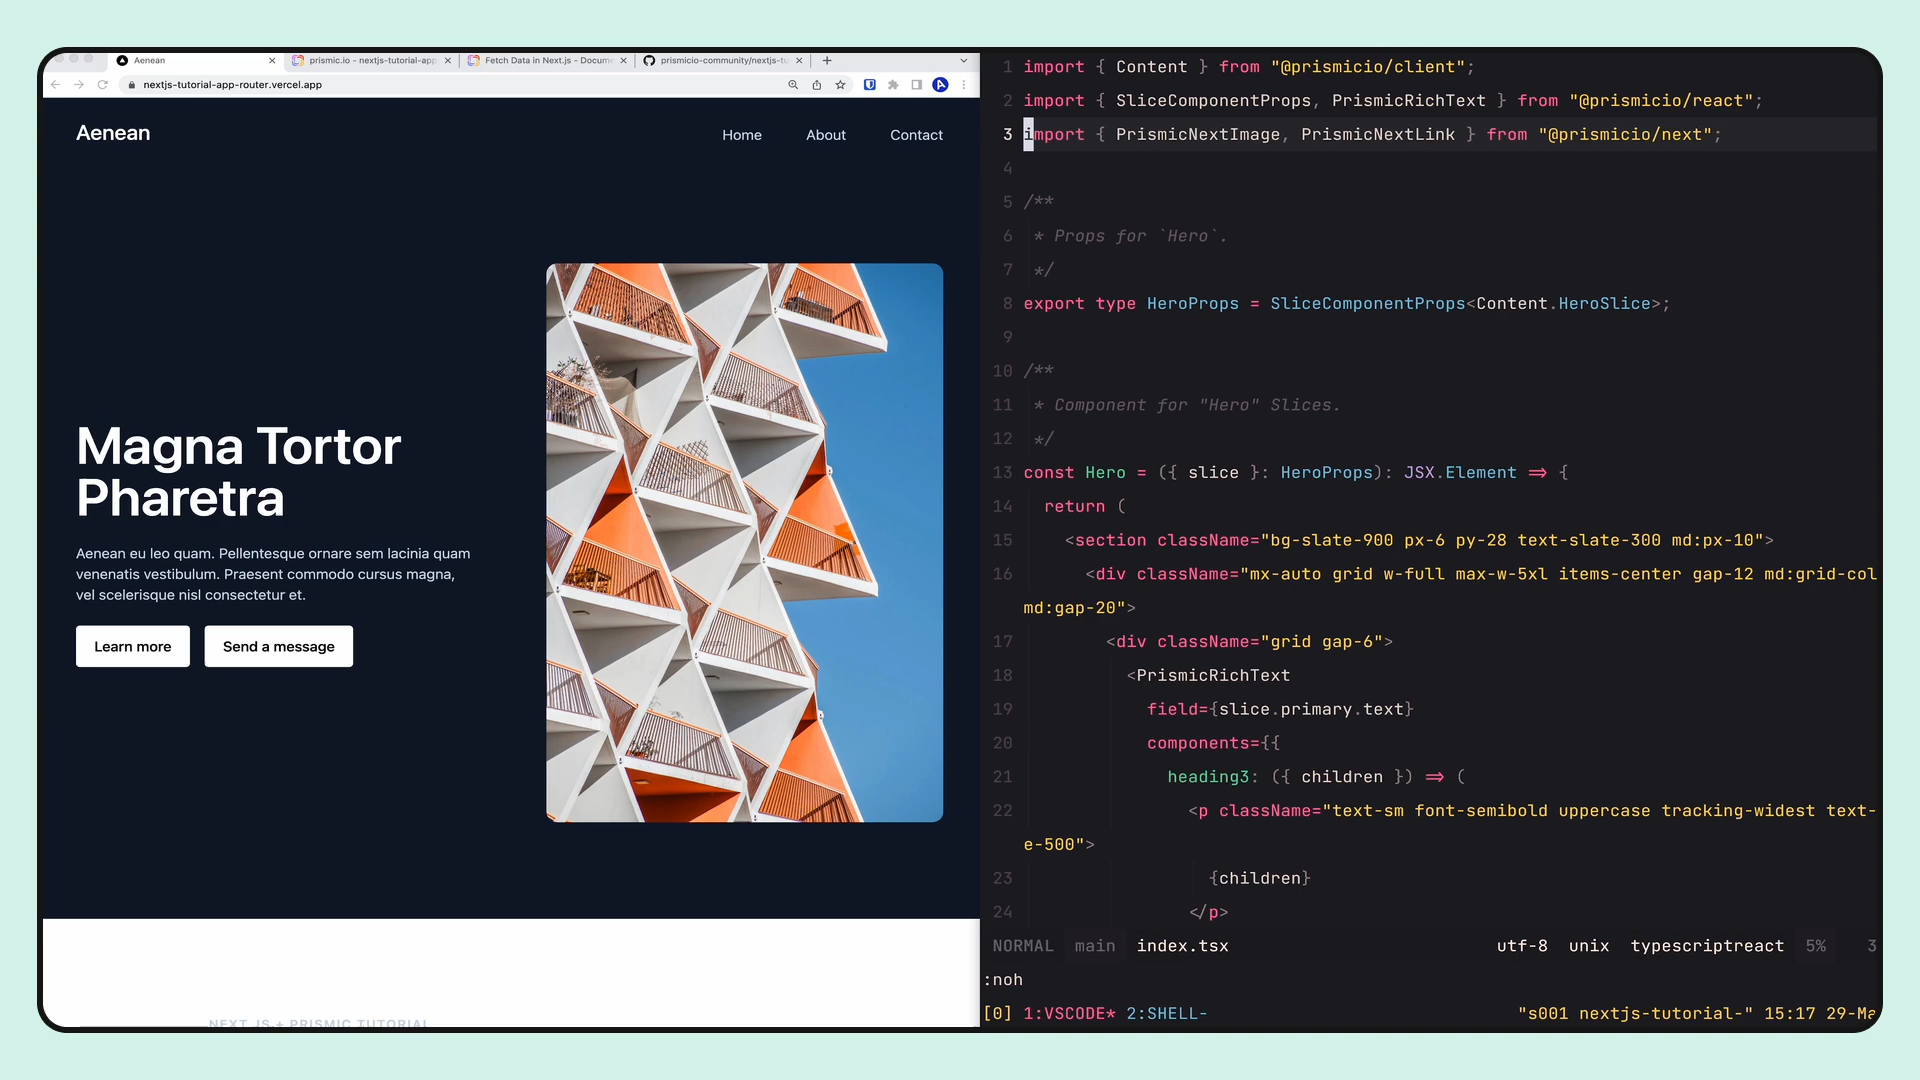 Aenean
prismic.io - nextjs-tutorial-app
Fetch Data in Next.js - Docume
prismicio-community/nextjs-tu
nextjs-tutorial-app-router.vercel.app
Aenean
Home
About
Contact
Magna Tortor
Pharetra
Aenean eu leo quam. Pellentesque ornare sem lacinia quam
venenatis vestibulum. Praesent commodo cursus magna,
vel scelerisque nisl consectetur et.
Learn more
Send a message
NEXT.JS + PRISMIC TUTORIAL
1 import { Content } from "@prismicio/client";
2 import { SliceComponentProps, PrismicRichText } from "@prismicio/react";
3 import { PrismicNextImage, PrismicNextLink } from "@prismicio/next";
4
5 /**
6 * Props for `Hero`.
7 */
8 export type HeroProps = SliceComponentProps<Content.HeroSlice>;
9
10 /**
11 * Component for "Hero" Slices.
12 */
13 const Hero = ({ slice }: HeroProps): JSX.Element => {
14 return (
15 <section className="bg-slate-900 px-6 py-28 text-slate-300 md:px-10">
16 <div className="mx-auto grid w-full max-w-5xl items-center gap-12 md:grid-col
md:gap-20">
17 <div className="grid gap-6">
18 <PrismicRichText
19 field={slice.primary.text}
20 components={{
21 heading3: ({ children }) => (
22 <p className="text-sm font-semibold uppercase tracking-widest text-
e-500">
23 {children}
24 </p>
NORMAL main index.tsx utf-8 unix typescriptreact 5% 3
:noh
[0] 1:VSCODE* 2:SHELL- "s001 nextjs-tutorial-" 15:17 29-Ma